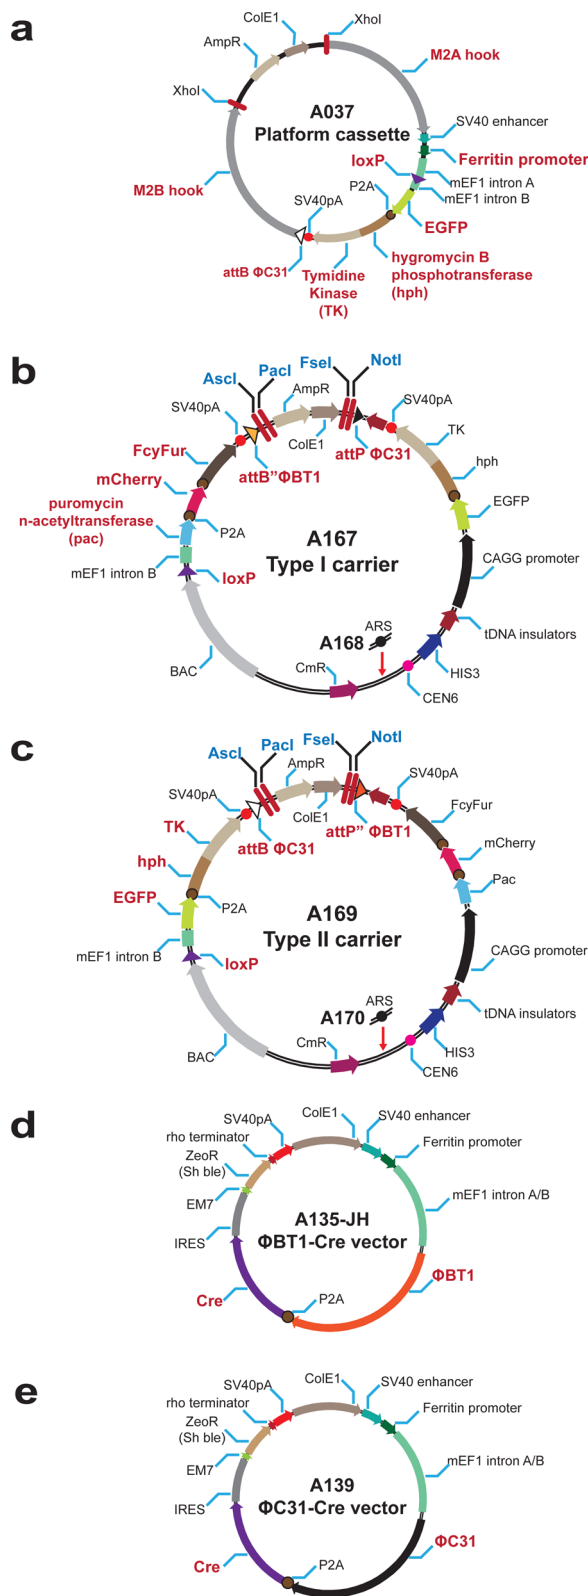 a
ColE1
XhoI
AmpR
M2A hook
XhoI
A037
Platform cassette
SV40 enhancer
loxP
Ferritin promoter
mEF1 intron A
P2A
mEF1 intron B
M2B hook
SV40pA
EGFP
attB ΦC31
Tymidine
Kinase
(TK)
hygromycin B
phosphotransferase
(hph)
b
FseI
NotI
PacI
AscI
AmpR
SV40pA
SV40pA
TK
ColE1
attP ΦC31
FcyFur
attB”ΦBT1
hph
mCherry
puromycin
n-acetyltransferase
(pac)
EGFP
P2A
A167
Type I carrier
CAGG promoter
mEF1 intron B
loxP
ARS
A168
tDNA insulators
BAC
CmR
HIS3
CEN6
c
FseI
NotI
PacI
AscI
AmpR
SV40pA
SV40pA
ColE1
FcyFur
TK
attB ΦC31
attP” ΦBT1
mCherry
hph
Pac
EGFP
P2A
A169
Type II carrier
CAGG promoter
mEF1 intron B
loxP
ARS
A170
tDNA insulators
BAC
CmR
HIS3
CEN6
d
ColE1
SV40pA
SV40 enhancer
rho terminator
Ferritin promoter
ZeoR
(Sh ble)
EM7
mEF1 intron A/B
A135-JH
ΦBT1-Cre vector
IRES
ΦBT1
Cre
P2A
e
ColE1
SV40pA
SV40 enhancer
rho terminator
Ferritin promoter
ZeoR
(Sh ble)
EM7
mEF1 intron A/B
A139
ΦC31-Cre vector
IRES
ΦC31
Cre
P2A